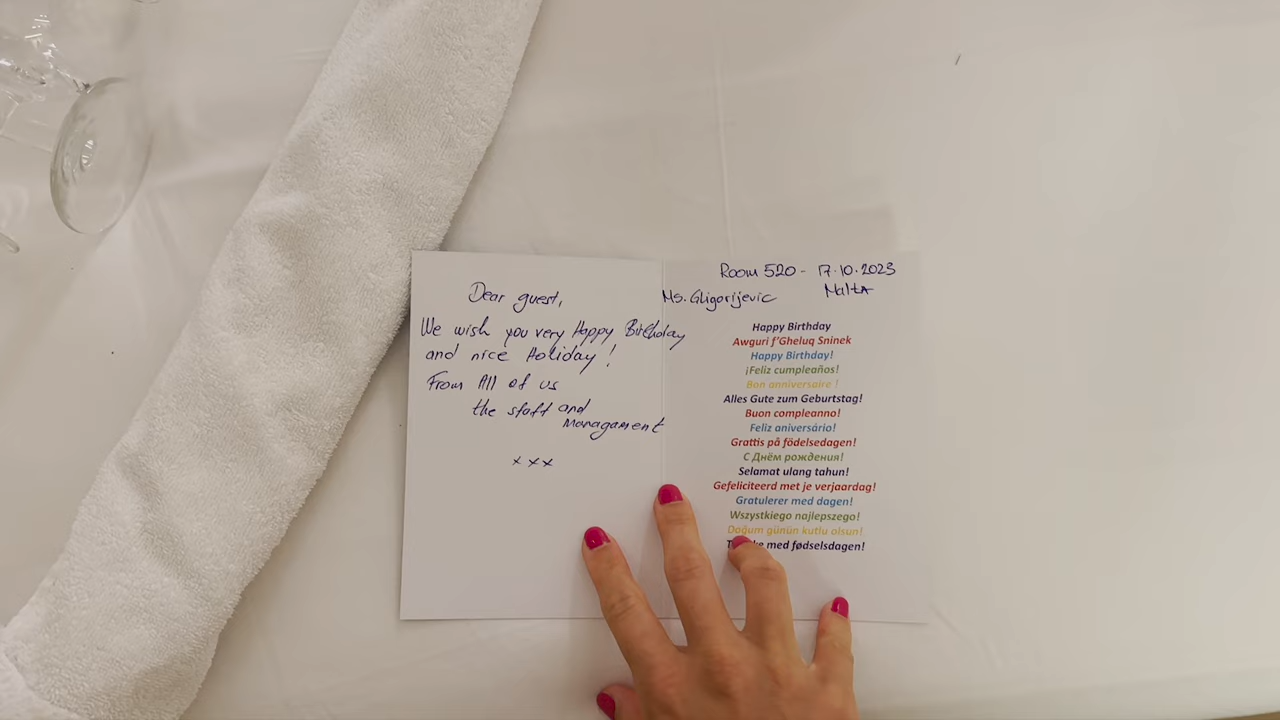 Dear guest,
We wish you very Happy Birthday
and nice Holiday!
From All of us
the staff and
Managament
xxx
Room 520 - 17.10.2023
Ms. Gligorijevic Malta
Happy Birthday
Awguri f'Gheluq Sninek
Happy Birthday!
¡Feliz cumpleaños!
Bon anniversaire !
Alles Gute zum Geburtstag!
Buon compleanno!
Feliz aniversário!
Grattis på födelsedagen!
С Днём рождения!
Selamat ulang tahun!
Gefeliciteerd met je verjaardag!
Gratulerer med dagen!
Wszystkiego najlepszego!
Doğum günün kutlu olsun!
med fødselsdagen!